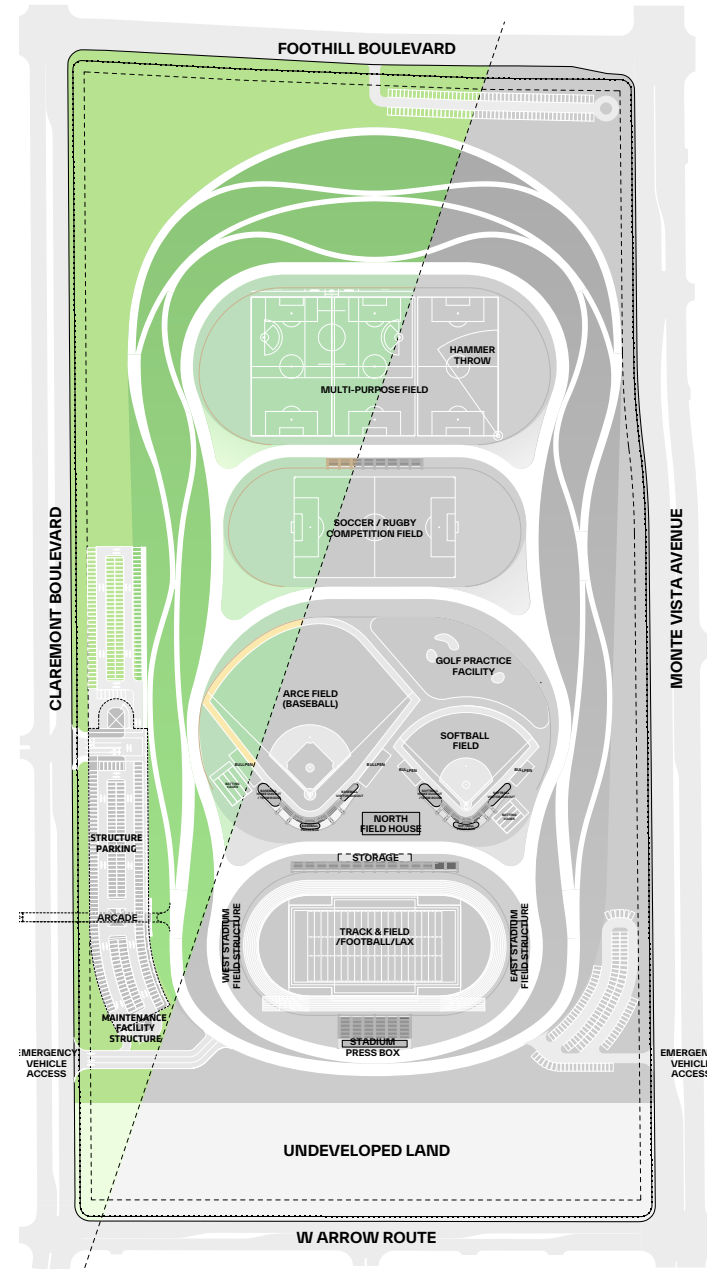 FOOTHILL BOULEVARD
HAMMER
THROW
MULTI-PURPOSE FIELD
SOCCER / RUGBY
COMPETITION FIELD
CLAREMONT BOULEVARD
MONTE VISTA AVENUE
GOLF PRACTICE
FACILITY
ARCE FIELD
(BASEBALL)
SOFTBALL
FIELD
BULLPEN
BULLPEN
BULLPEN
NORTH
FIELD HOUSE
STRUCTURE
PARKING
STORAGE
ARCADE
WEST STADIUM
FIELD STRUCTURE
TRACK & FIELD
/FOOTBALL/LAX
EAST STADIUM
FIELD STRUCTURE
MAINTENANCE
FACILITY
STRUCTURE
STADIUM
PRESS BOX
EMERGENCY
VEHICLE
ACCESS
EMERGEN
VEHICLE
ACCESS
UNDEVELOPED LAND
W ARROW ROUTE